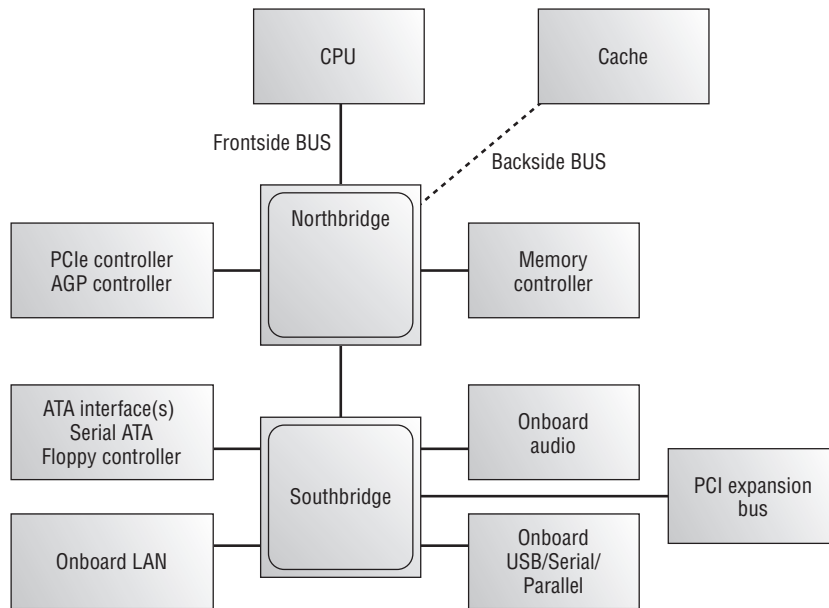 CPU
Cache
Frontside BUS
Backside BUS
Northbridge
PCIe controller
AGP controller
Memory
controller
ATA interface(s)
Serial ATA
Floppy controller
Onboard
audio
Southbridge
PCI expansion
bus
Onboard LAN
Onboard
USB/Serial/
Parallel